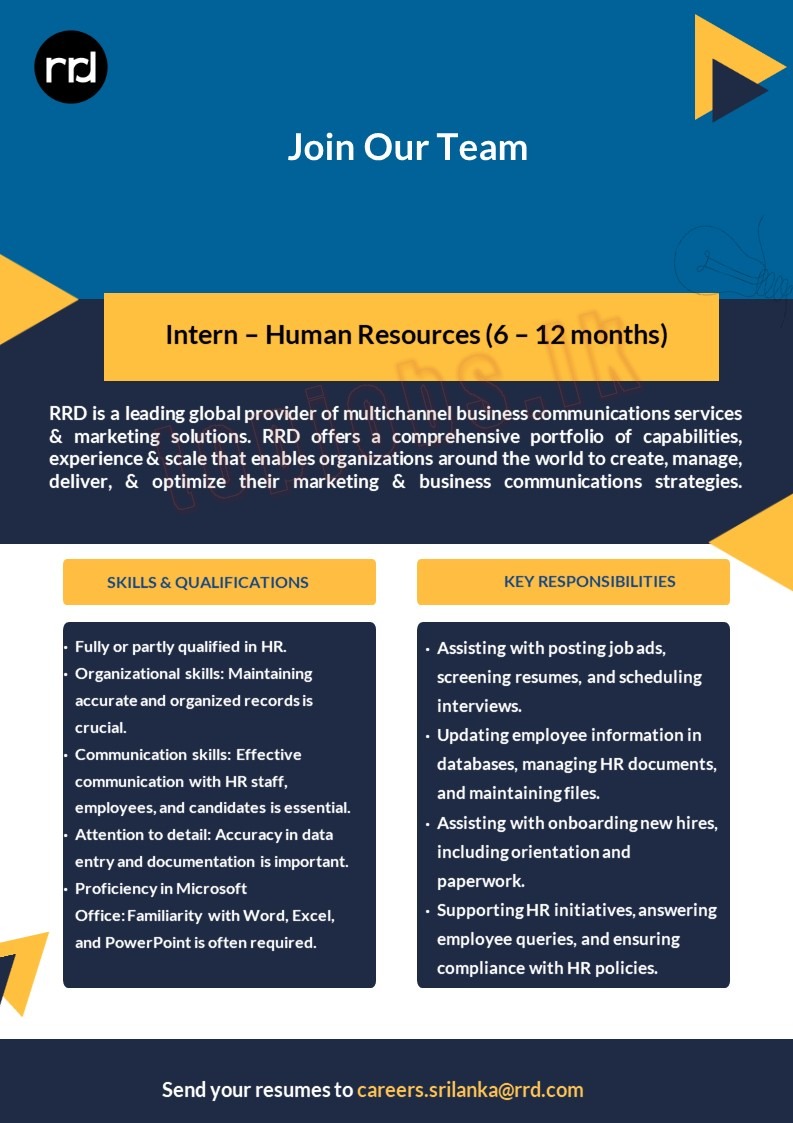 rrd
Join Our Team
Intern – Human Resources (6 – 12 months)
topjobs.lk
RRD is a leading global provider of multichannel business communications services
& marketing solutions. RRD offers a comprehensive portfolio of capabilities,
experience & scale that enables organizations around the world to create, manage,
deliver, & optimize their marketing & business communications strategies.
SKILLS & QUALIFICATIONS
• Fully or partly qualified in HR.
• Organizational skills: Maintaining
accurate and organized records is
crucial.
• Communication skills: Effective
communication with HR staff,
employees, and candidates is essential.
• Attention to detail: Accuracy in data
entry and documentation is important.
• Proficiency in Microsoft
Office: Familiarity with Word, Excel,
and PowerPoint is often required.
KEY RESPONSIBILITIES
• Assisting with posting job ads,
screening resumes, and scheduling
interviews.
• Updating employee information in
databases, managing HR documents,
and maintaining files.
• Assisting with onboarding new hires,
including orientation and
paperwork.
• Supporting HR initiatives, answering
employee queries, and ensuring
compliance with HR policies.
Send your resumes to careers.srilanka@rrd.com